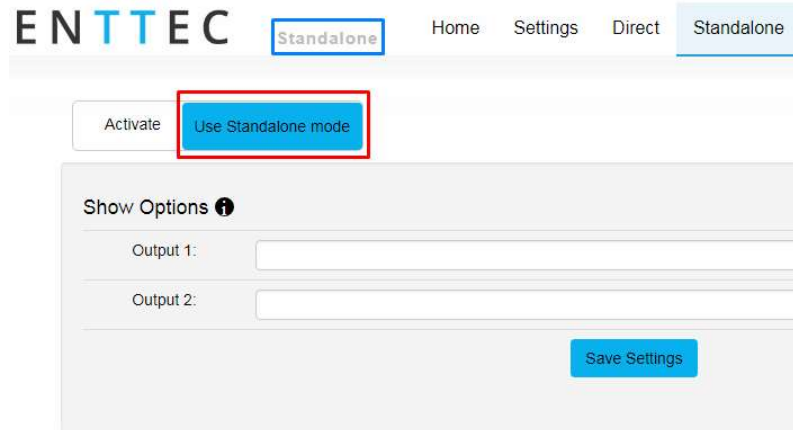 ENTTEC Standalone Home Settings Direct Standalone
Activate Use Standalone mode
Show Options
Output 1:
Output 2:
Save Settings